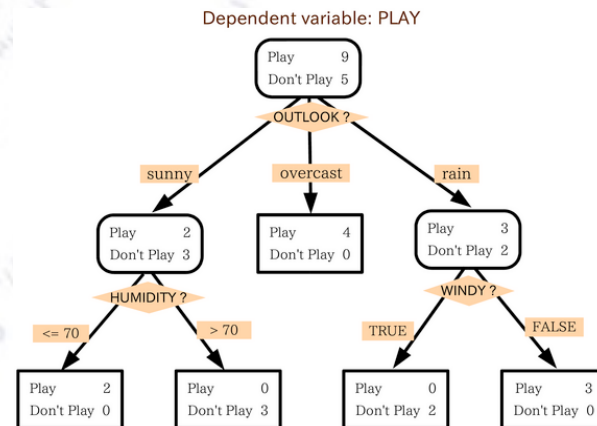 Dependent variable: PLAY
Play 9
Don't Play 5
OUTLOOK ?
sunny
overcast
rain
Play 2
Don't Play 3
Play 4
Don't Play 0
Play 3
Don't Play 2
HUMIDITY ?
WINDY ?
<= 70
> 70
TRUE
FALSE
Play 2
Don't Play 0
Play 0
Don't Play 3
Play 0
Don't Play 2
Play 3
Don't Play 0